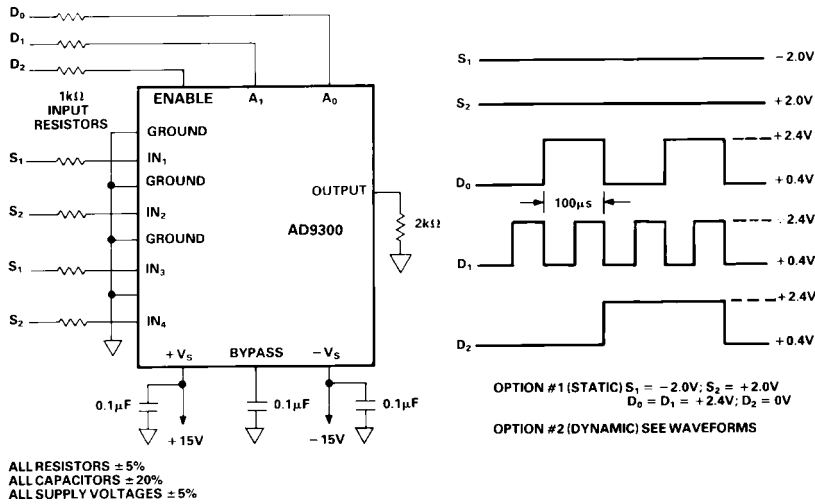 D0
D1
D2
1kΩ
INPUT
RESISTORS
ENABLE
A1
A0
GROUND
S1
IN1
GROUND
S2
IN2
GROUND
S1
IN3
S2
IN4
OUTPUT
AD9300
2kΩ
+VS
BYPASS
−VS
0.1µF
0.1µF
0.1µF
+15V
−15V
ALL RESISTORS ±5%
ALL CAPACITORS ±20%
ALL SUPPLY VOLTAGES ±5%
S1
−2.0V
S2
+2.0V
+2.4V
D0
+0.4V
100µs
2.4V
D1
+0.4V
+2.4V
D2
+0.4V
OPTION #1 (STATIC) S1 = −2.0V; S2 = +2.0V
D0 = D1 = +2.4V; D2 = 0V
OPTION #2 (DYNAMIC) SEE WAVEFORMS